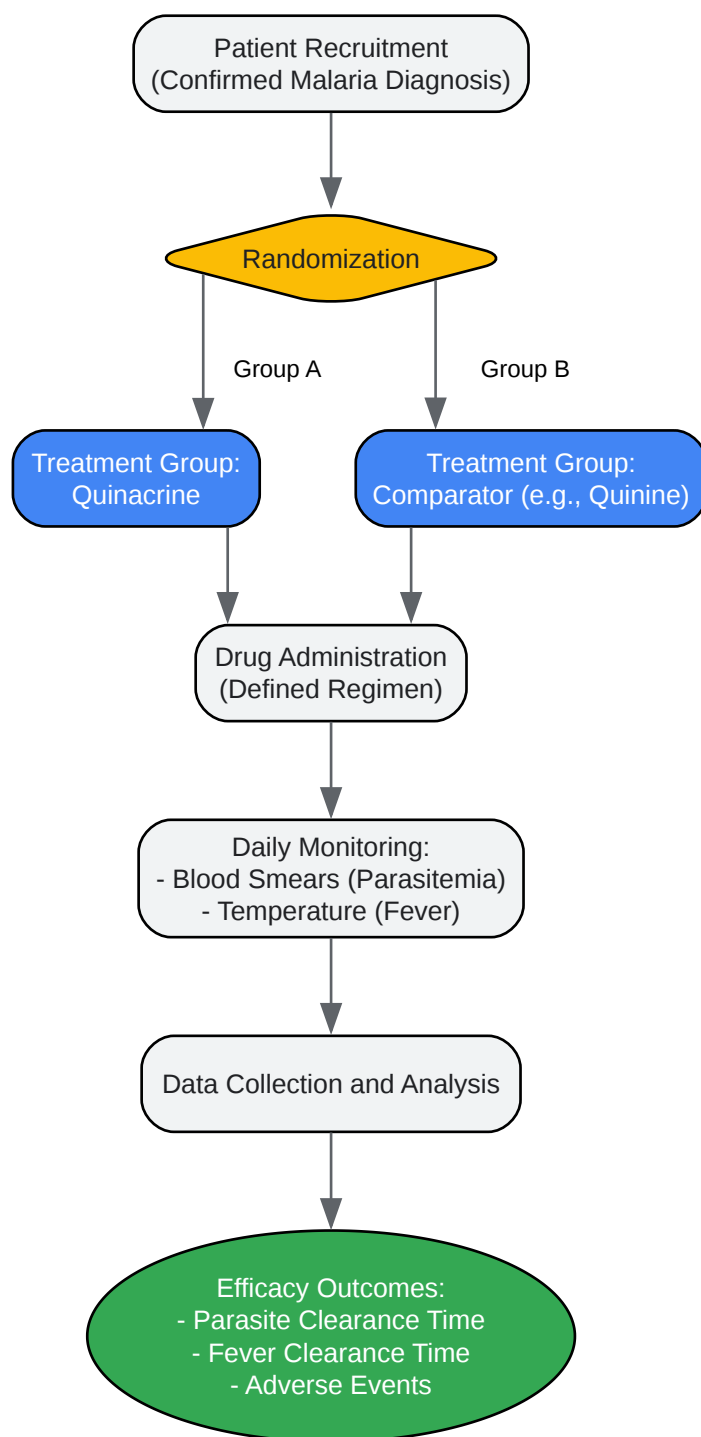 Patient Recruitment
(Confirmed Malaria Diagnosis)
Randomization
Group A
Group B
Treatment Group:
Quinacrine
Treatment Group:
Comparator (e.g., Quinine)
Drug Administration
(Defined Regimen)
Daily Monitoring:
- Blood Smears (Parasitemia)
- Temperature (Fever)
Data Collection and Analysis
Efficacy Outcomes:
- Parasite Clearance Time
- Fever Clearance Time
- Adverse Events